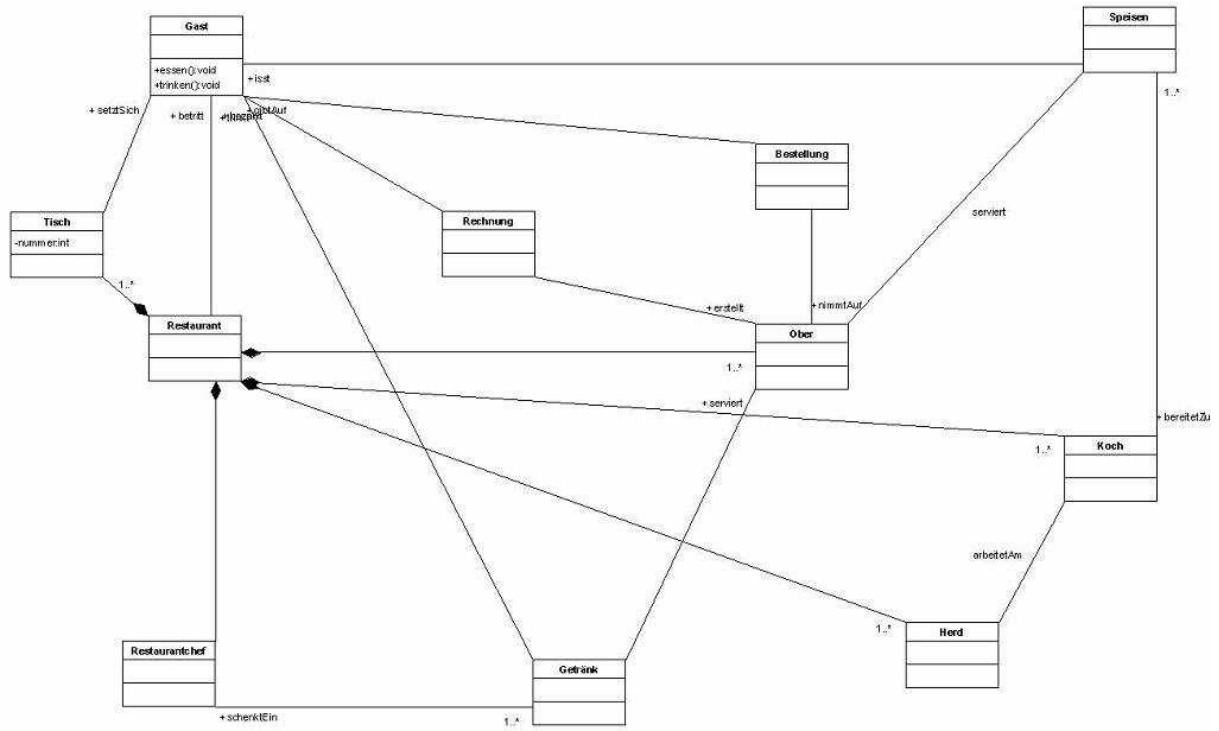 Gast
Speisen
+essen():void
+trinken():void
+ isst
1..*
+ setztSich
+ betritt
+ gibtAuf
Bestellung
Tisch
Rechnung
serviert
-nummer:int
1..*
+ erstellt
+ nimmtAuf
Restaurant
Ober
1..*
+ serviert
+ bereitetZu
1..*
Koch
arbeitetAm
1..*
Herd
Restaurantchef
Getränk
+ schenktEin
1..*